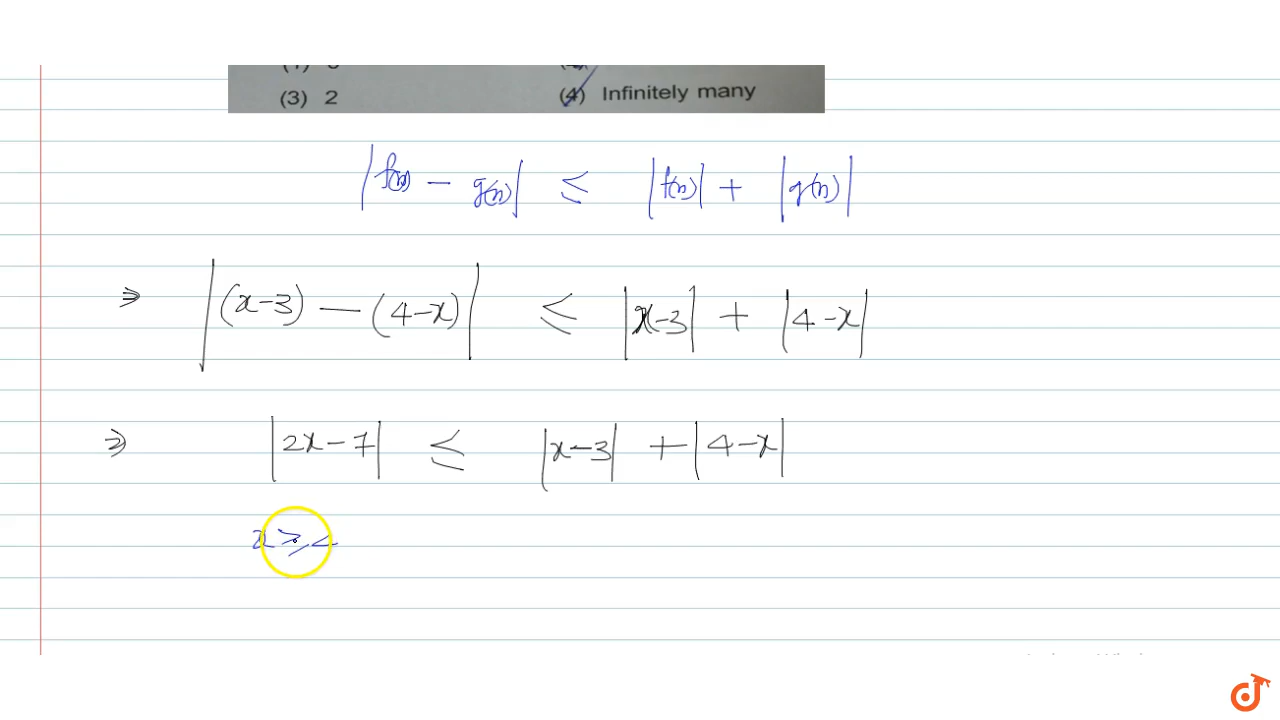 (3) 2 (4) Infinitely many
|f(x) - g(x)| ≤ |f(x)| + |g(x)|
⇒ |(x-3) - (4-x)| ≤ |x-3| + |4-x|
⇒ |2x-7| ≤ |x-3| + |4-x|
x ≥